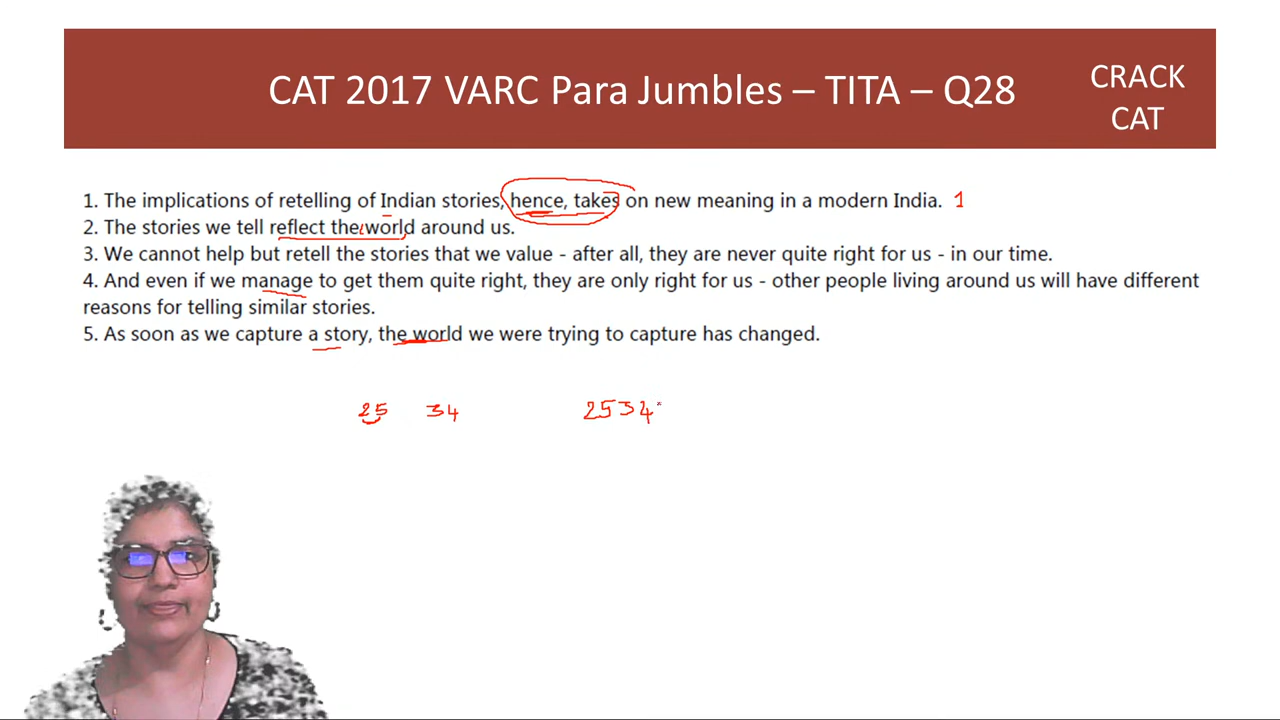 CAT 2017 VARC Para Jumbles – TITA – Q28
CRACK
CAT
1. The implications of retelling of Indian stories, hence, takes on new meaning in a modern India. 1
2. The stories we tell reflect the world around us.
3. We cannot help but retell the stories that we value - after all, they are never quite right for us - in our time.
4. And even if we manage to get them quite right, they are only right for us - other people living around us will have different
reasons for telling similar stories.
5. As soon as we capture a story, the world we were trying to capture has changed.
25 34 2534